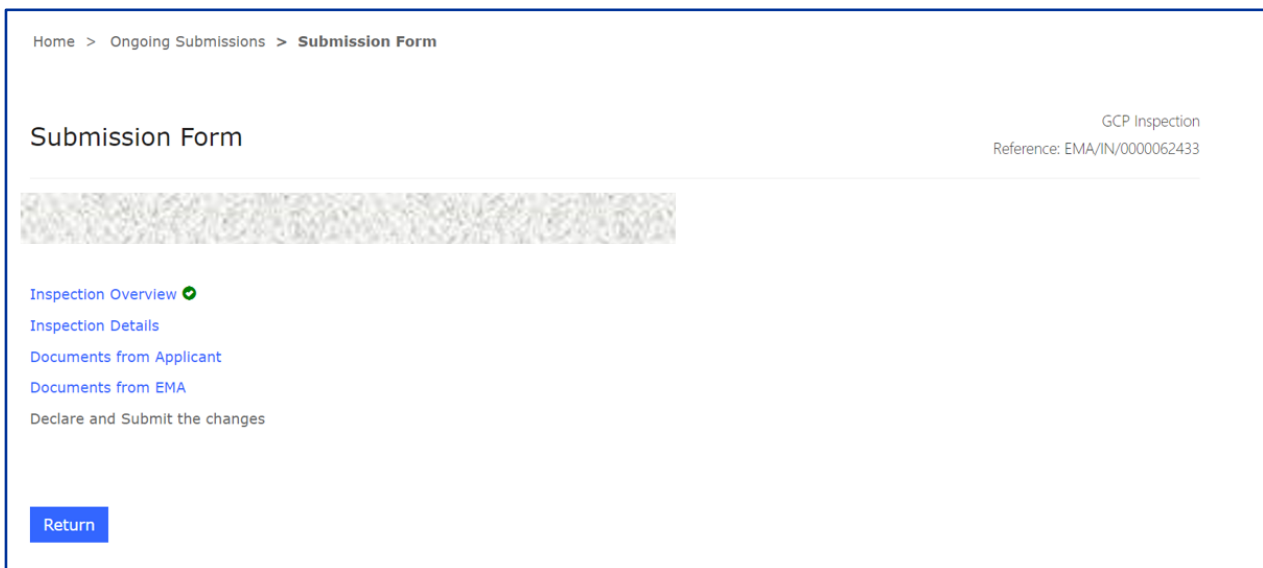 Home > Ongoing Submissions > Submission Form
Submission Form
GCP Inspection
Reference: EMA/IN/0000062433
Inspection Overview
Inspection Details
Documents from Applicant
Documents from EMA
Declare and Submit the changes
Return